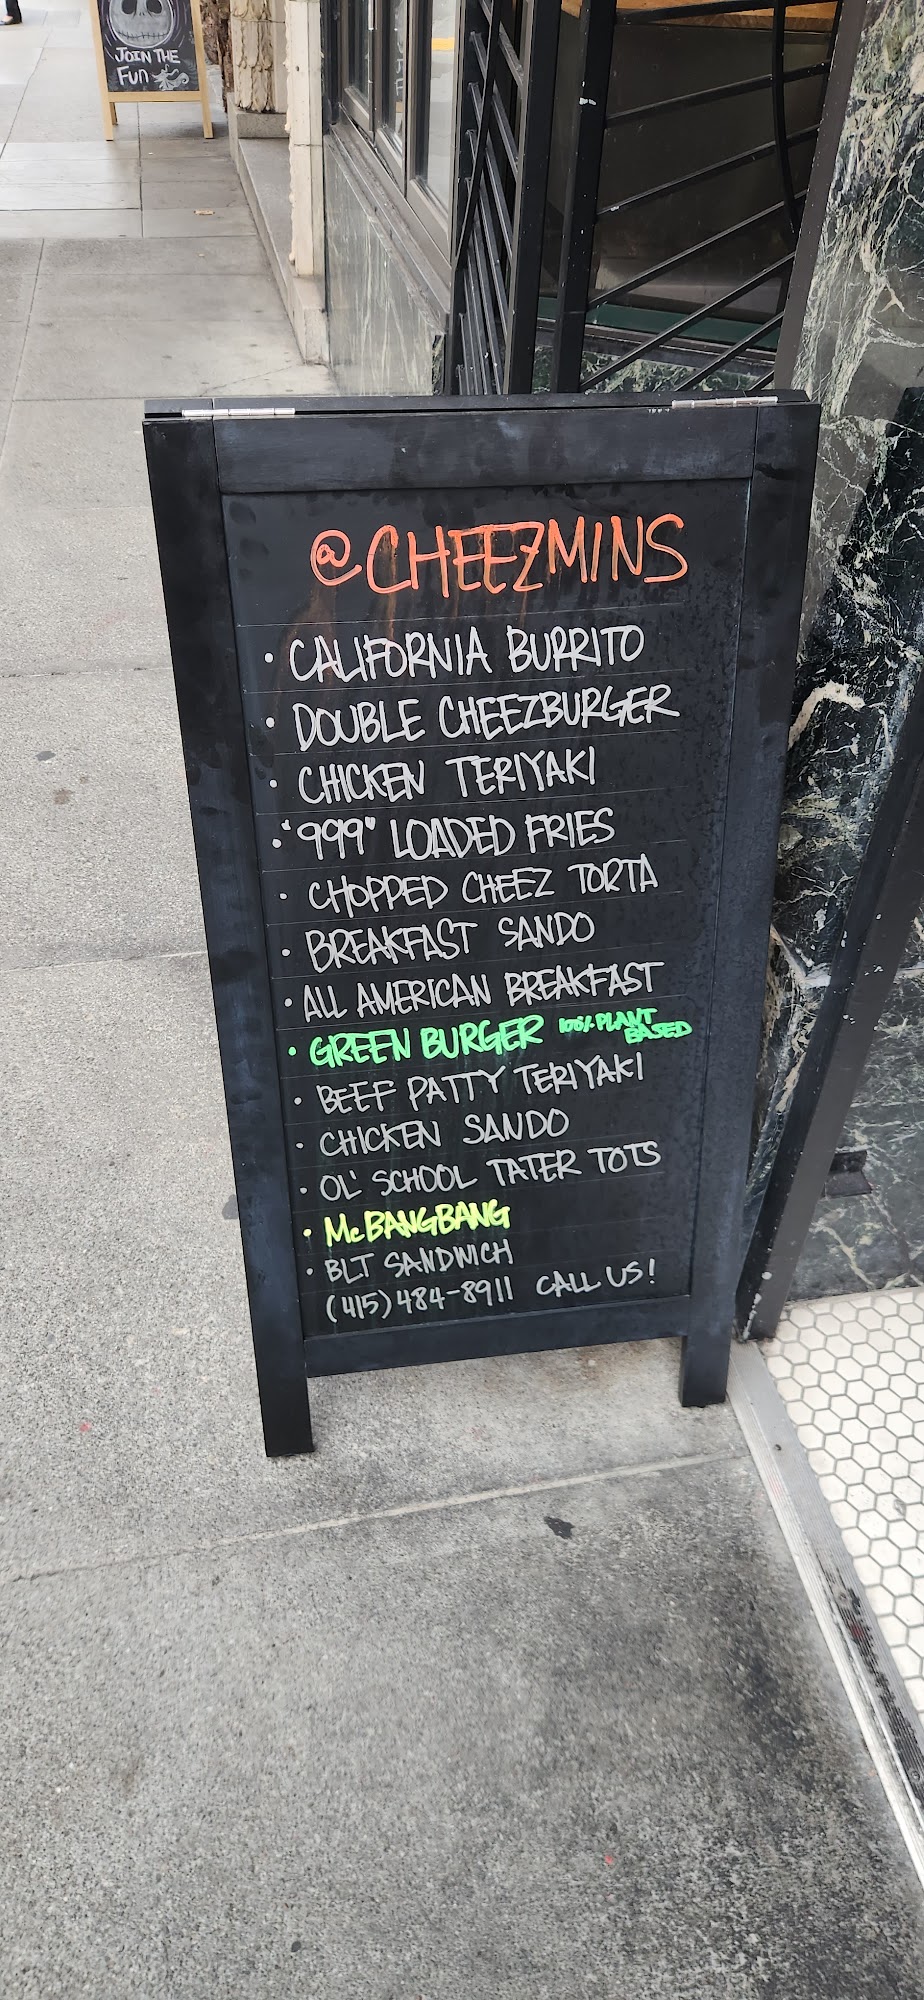 JOIN THE
FUN
@CHEEZMINS
• CALIFORNIA BURRITO
• DOUBLE CHEEZBURGER
• CHICKEN TERIYAKI
• "999" LOADED FRIES
• CHOPPED CHEEZ TORTA
• BREAKFAST SANDO
• ALL AMERICAN BREAKFAST
• GREEN BURGER 100% PLANT
BASED
• BEEF PATTY TERIYAKI
• CHICKEN SANDO
• OL' SCHOOL TATER TOTS
• McBANGBANG
• BLT SANDWICH
(415) 484-8911 CALL US!